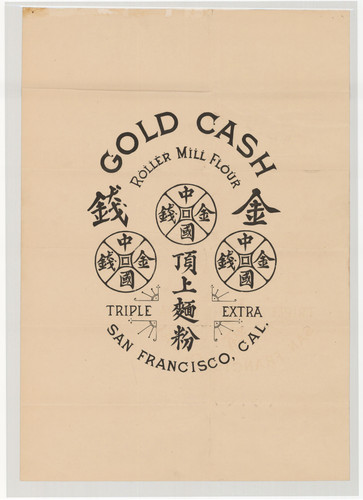 GOLD CASH
ROLLER MILL FLOUR
金錢
中
金錢
國
中
金錢
國
中
金錢
國
頂上麵粉
TRIPLE EXTRA
SAN FRANCISCO, CAL.